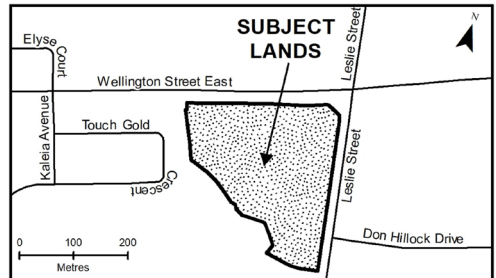 SUBJECT
LANDS
N
Leslie Street
Elyse
Court
Wellington Street East
Kaleia Avenue
Touch Gold
Crescent
Leslie Street
Don Hillock Drive
0 100 200
Metres